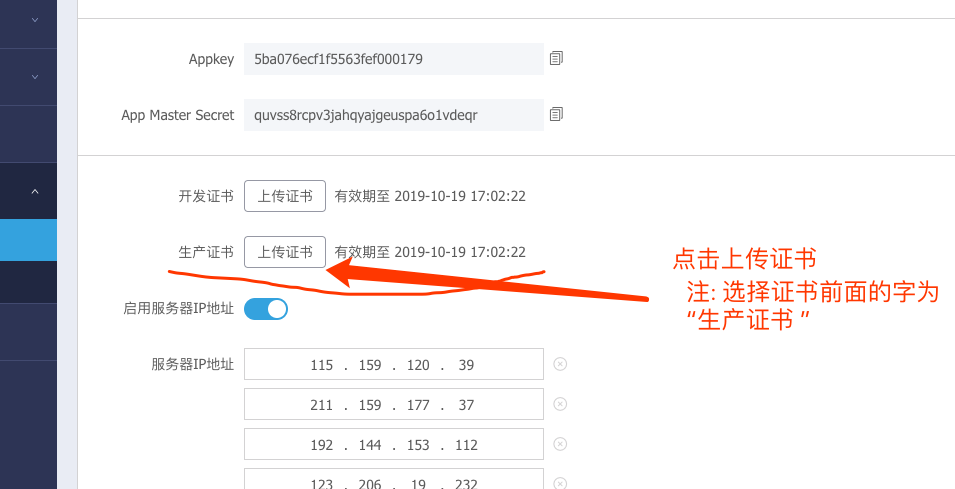 Appkey 5ba076ecf1f5563fef000179
App Master Secret quvss8rcpv3jahqyajgeuspa6o1vdeqr
开发证书 上传证书 有效期至 2019-10-19 17:02:22
生产证书 上传证书 有效期至 2019-10-19 17:02:22
点击上传证书
注: 选择证书前面的字为
“生产证书 ”
启用服务器IP地址
服务器IP地址 115 . 159 . 120 . 39
211 . 159 . 177 . 37
192 . 144 . 153 . 112
123 . 206 . 19 . 232